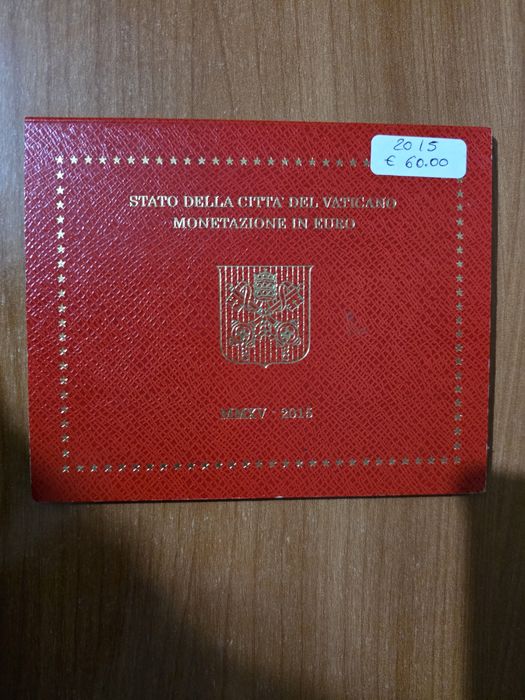 2015
€ 60.00
STATO DELLA CITTA' DEL VATICANO
MONETAZIONE IN EURO
MMXV - 2015